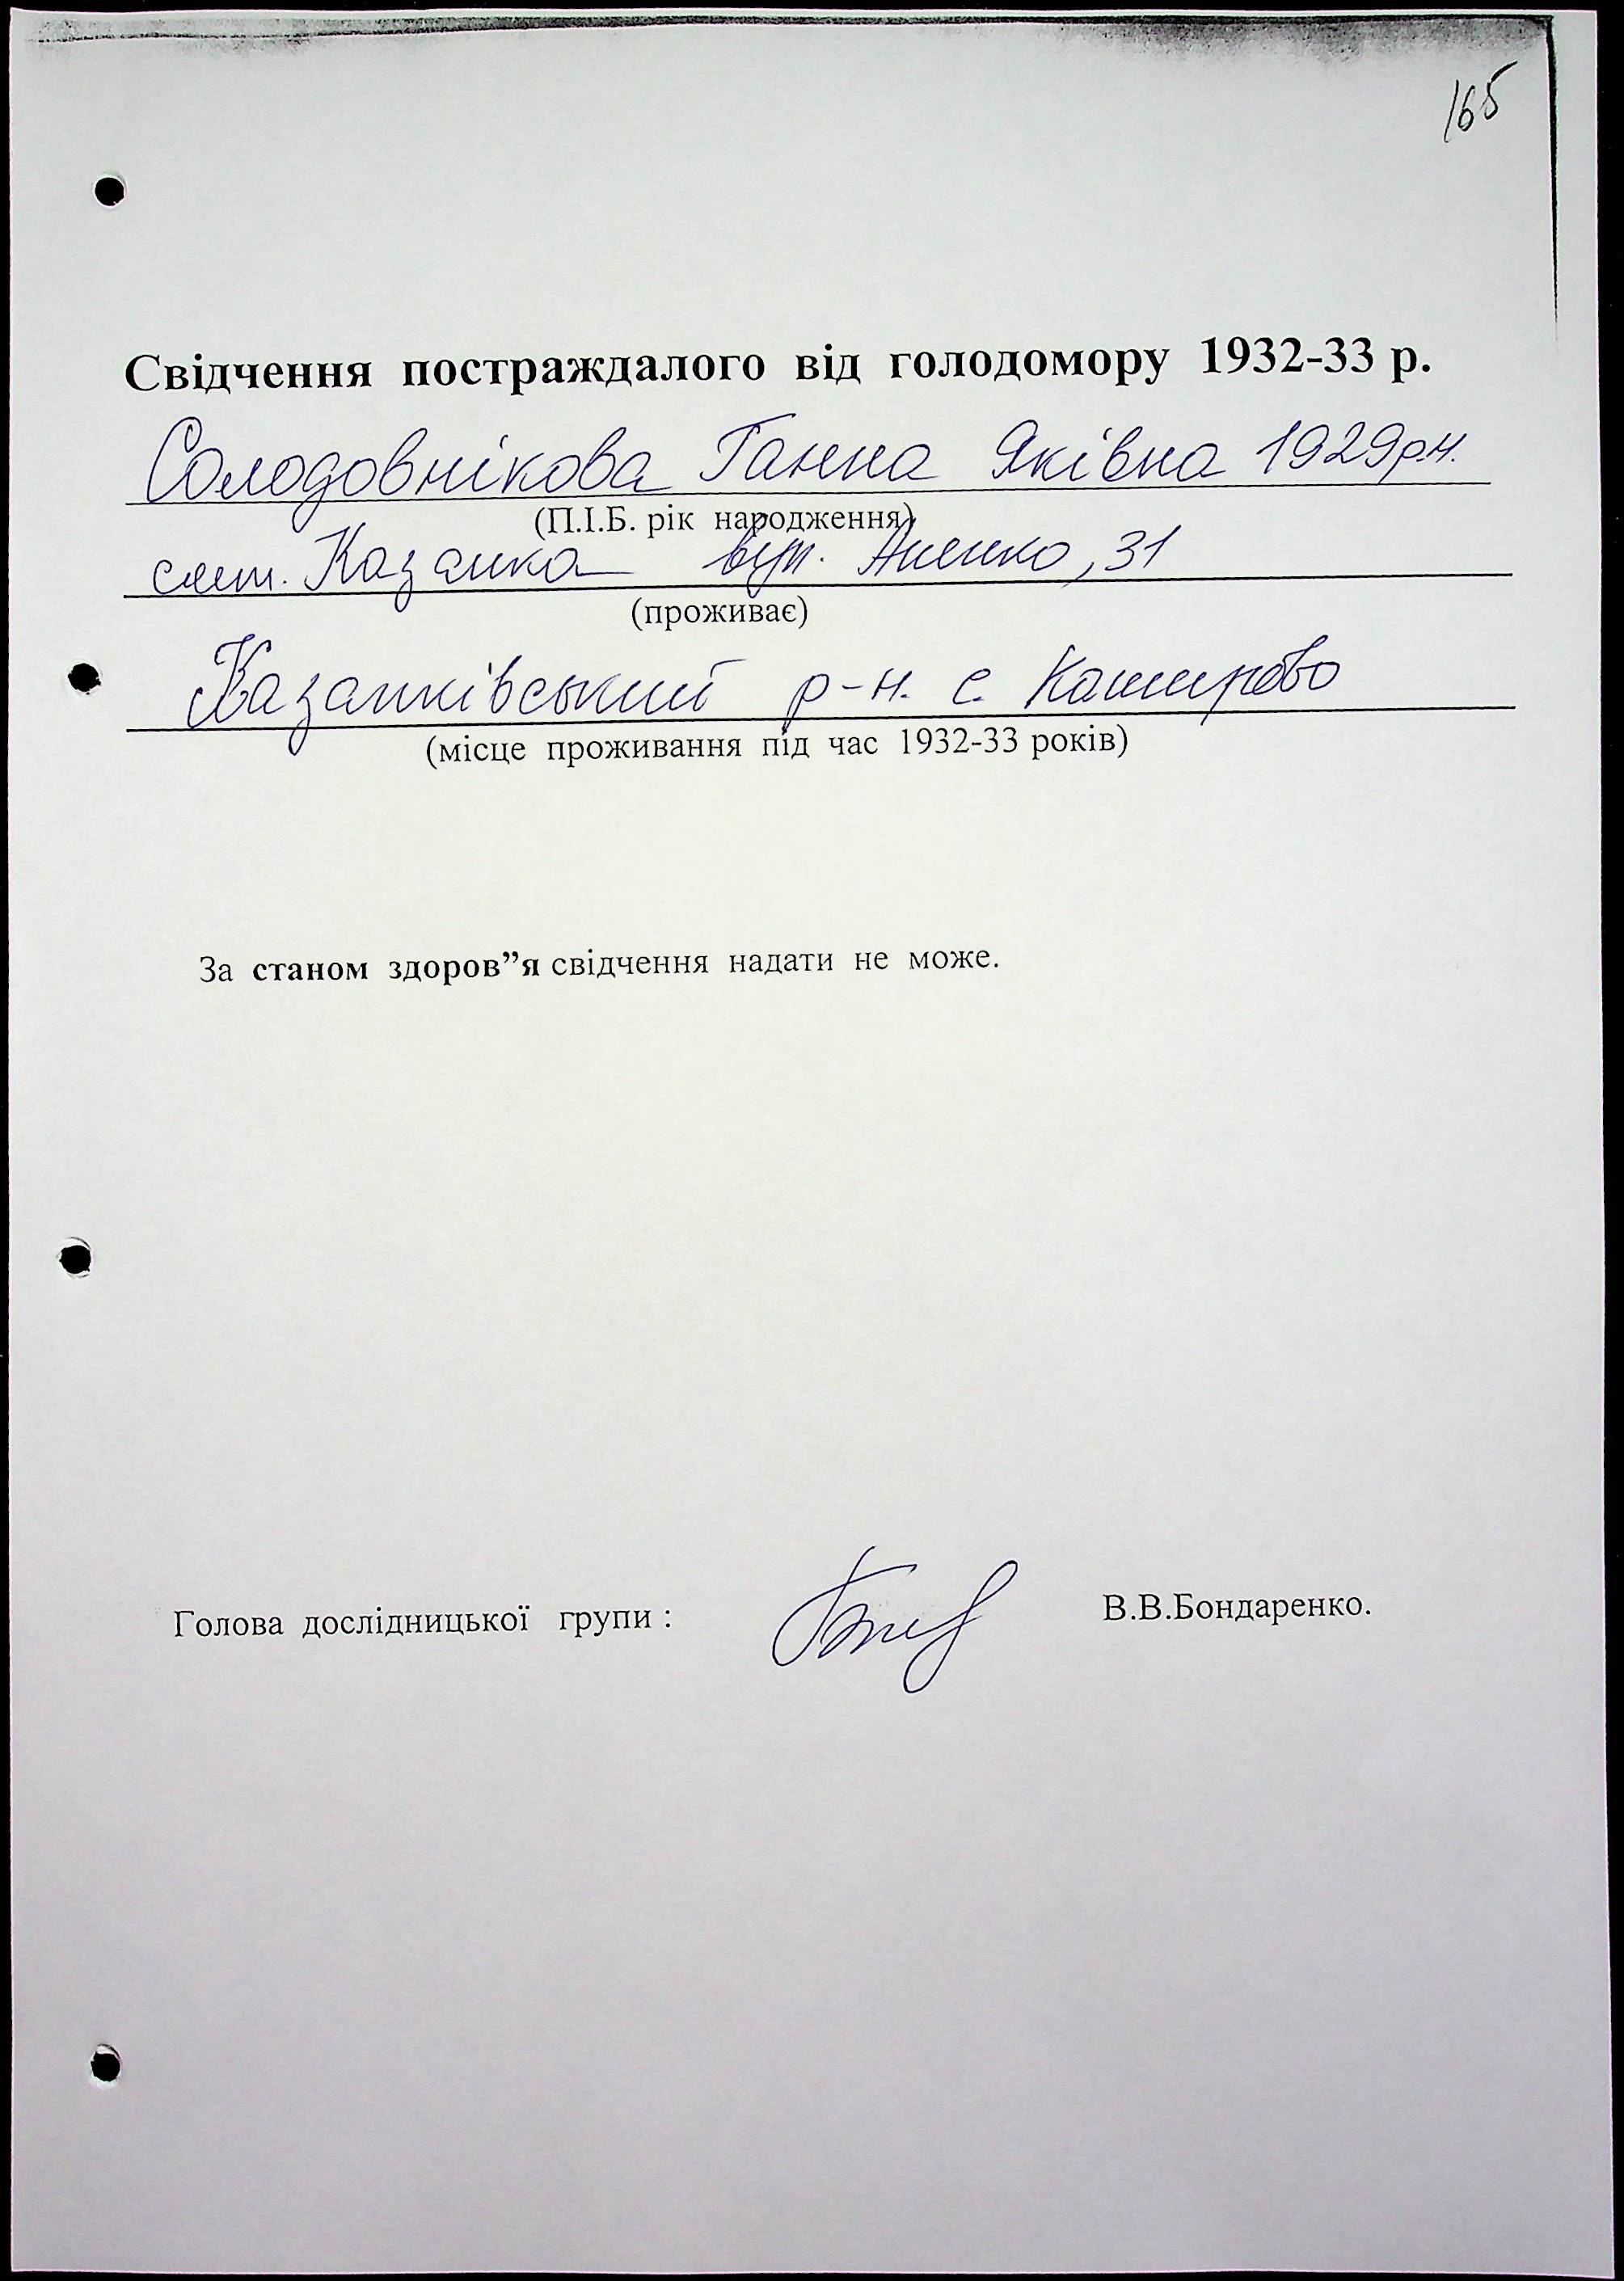 165
Свідчення постраждалого від голодомору 1932-33 р.
Солодовнікова Ганна Яківна 1929р.н.
(П.І.Б. рік народження)
смт. Казанка вул. , 31
(проживає)
Казанківський р-н. с. Каширово
(місце проживання під час 1932-33 років)
За станом здоров”я свідчення надати не може.
Голова дослідницької групи : В.В.Бондаренко.